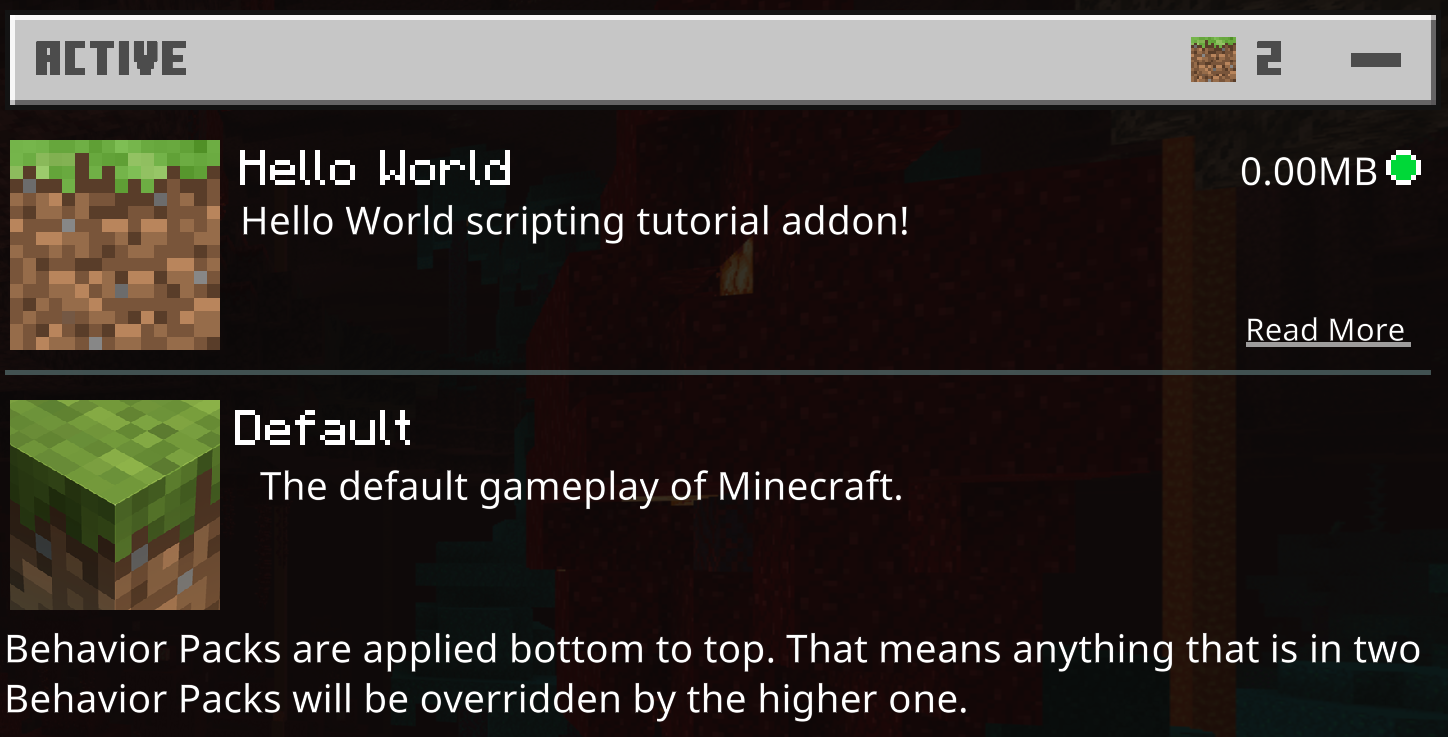 ACTIVE 2
Hello World 0.00MB
Hello World scripting tutorial addon!
Read More
Default
The default gameplay of Minecraft.
Behavior Packs are applied bottom to top. That means anything that is in two
Behavior Packs will be overridden by the higher one.